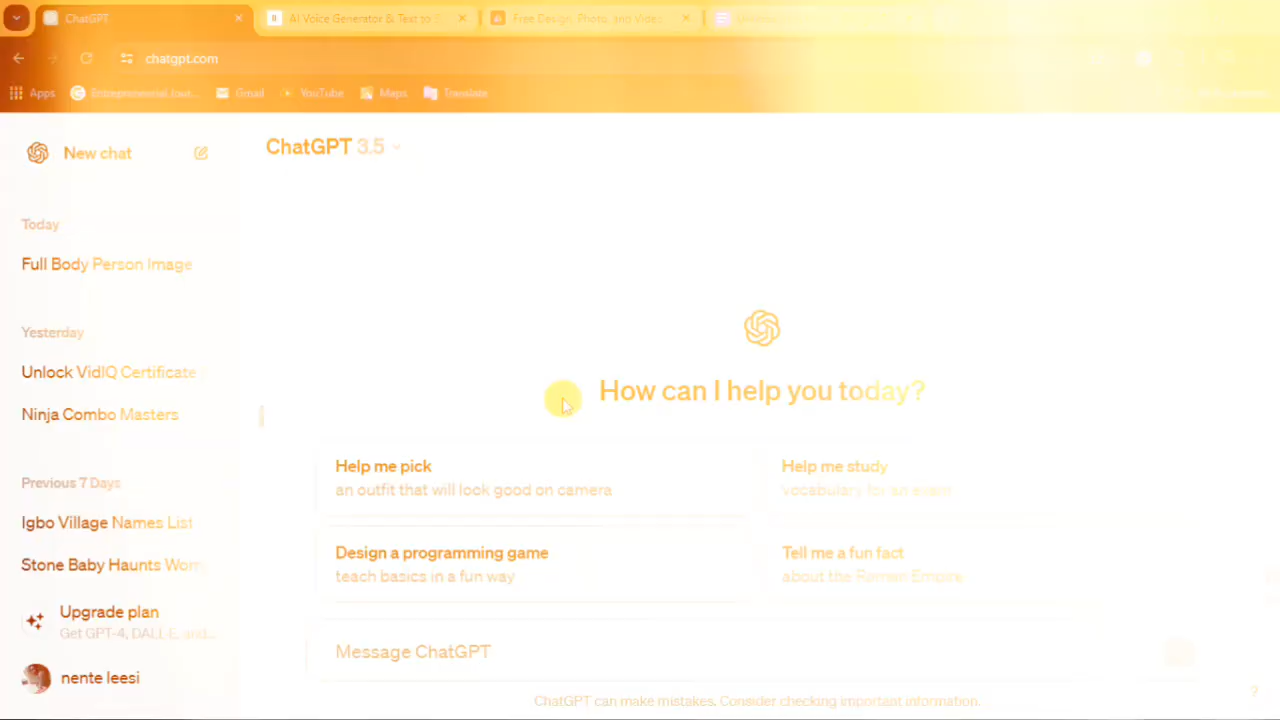 ChatGPT
AI Voice Generator & Text to S
Free Design, Photo, and Video
chatgpt.com
Apps
Gmail
YouTube
Maps
Translate
New chat
ChatGPT 3.5
Today
Full Body Person Image
Yesterday
Unlock VidIQ Certificate
Ninja Combo Masters
Previous 7 Days
Igbo Village Names List
Stone Baby Haunts Wom
Upgrade plan
Get GPT-4, DALL·E, and...
nente leesi
How can I help you today?
Help me pick
an outfit that will look good on camera
Help me study
vocabulary for an exam
Design a programming game
teach basics in a fun way
Tell me a fun fact
about the Roman Empire
Message ChatGPT
ChatGPT can make mistakes. Consider checking important information.
?